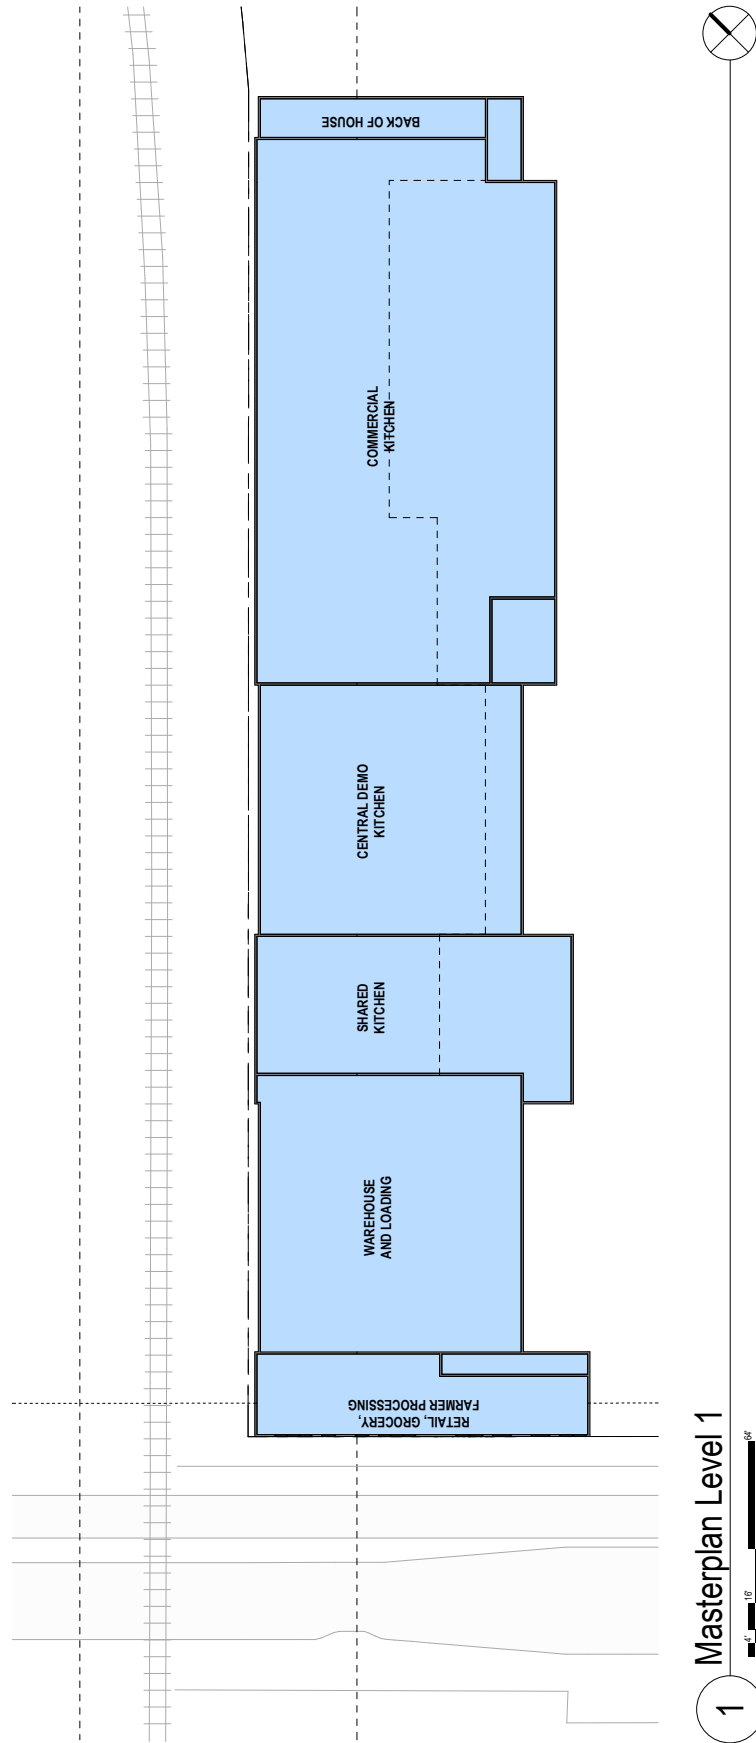 BACK OF HOUSE
COMMERCIAL
KITCHEN
CENTRAL DEMO
KITCHEN
SHARED
KITCHEN
WAREHOUSE
AND LOADING
RETAIL, GROCERY,
FARMER PROCESSING
1
Masterplan Level 1
4' 16' 64'